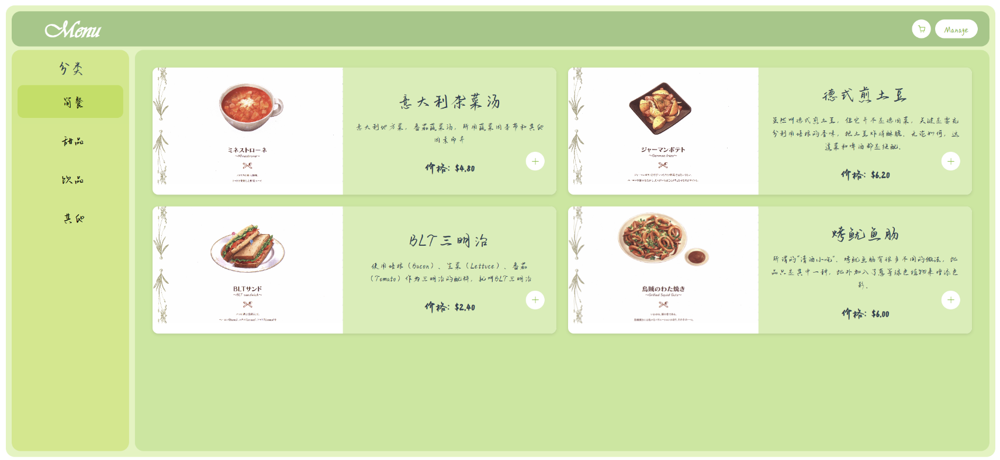 Menu
Manage
分类
简餐
甜品
饮品
其他
意大利杂菜汤
意大利地方菜，番茄蔬菜汤，所用蔬菜因季节和其他
因素而异
价格: $4.80
ミネストローネ
～Minestrone～
德式煎土豆
虽然叫德式煎土豆，但它并不是德国菜，关键是要充
分利用培根的香味，把土豆炸得酥脆。无论如何，这
道菜和啤酒都是绝配。
价格: $6.20
ジャーマンポテト
～German fries～
BLT三明治
使用培根（Bacon）、生菜（Lettuce）、番茄
（Tomato）作为三明治的配料，就叫BLT三明治
价格: $2.40
BLTサンド
～BLT sandwich～
烤鱿鱼肠
所谓的"清酒小吃"。烤鱿鱼肠有很多不同的做法，此
品只是其中一种，此外加入了葱等绿色植物来增添色
彩。
价格: $6.00
烏賊のわた焼き
～Grilled Squid Guts～